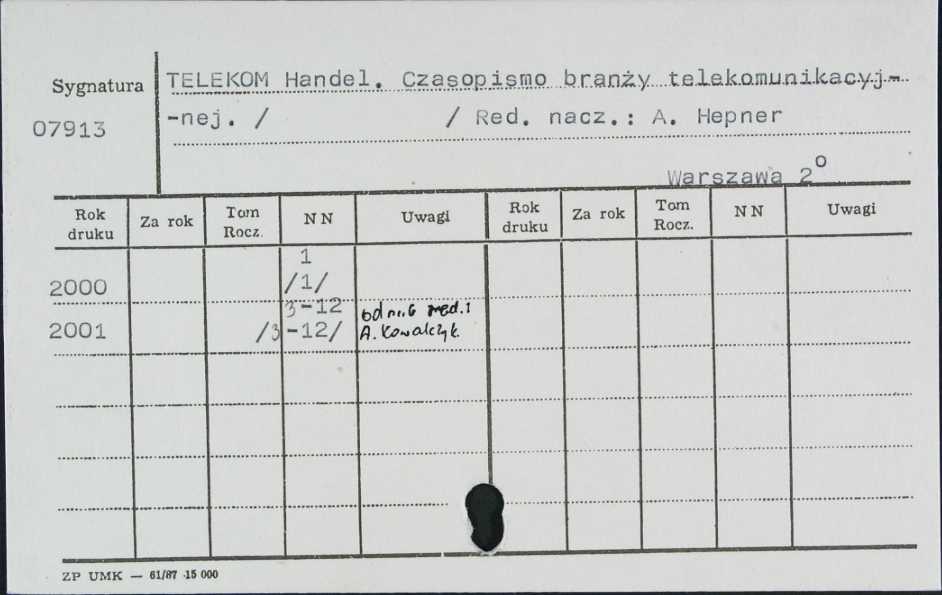 Sygnatura
07913
TELEKOM Handel. Czasopismo branży telekomunikacyj-
-nej. / / Red. nacz.: A. Hepner
Warszawa 2°
Rok druku Za rok Tom Rocz. NN Uwagi Rok druku Za rok Tom Rocz. NN Uwagi
1
2000 /1/
3-12 od nr. 6 red.:
2001 /3-12/ A. Kowalczyk.
ZP UMK — 61/87 ·15 000